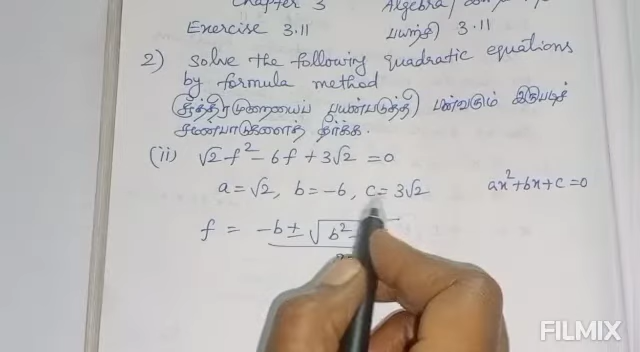 Chapter 3 Algebra/
Exercise 3.11 பயிற்சி 3.11
2) Solve the following quadratic equations
by formula method
(சூத்திரமுறையைப் பயன்படுத்தி) பின்வரும் இருபடிச்
சமன்பாடுகளைத் தீர்க்க.
(ii) √2 f² - 6f + 3√2 = 0
a = √2, b = -6, c = 3√2 ax² + bx + c = 0
f = -b ± √b² -
FILMIX